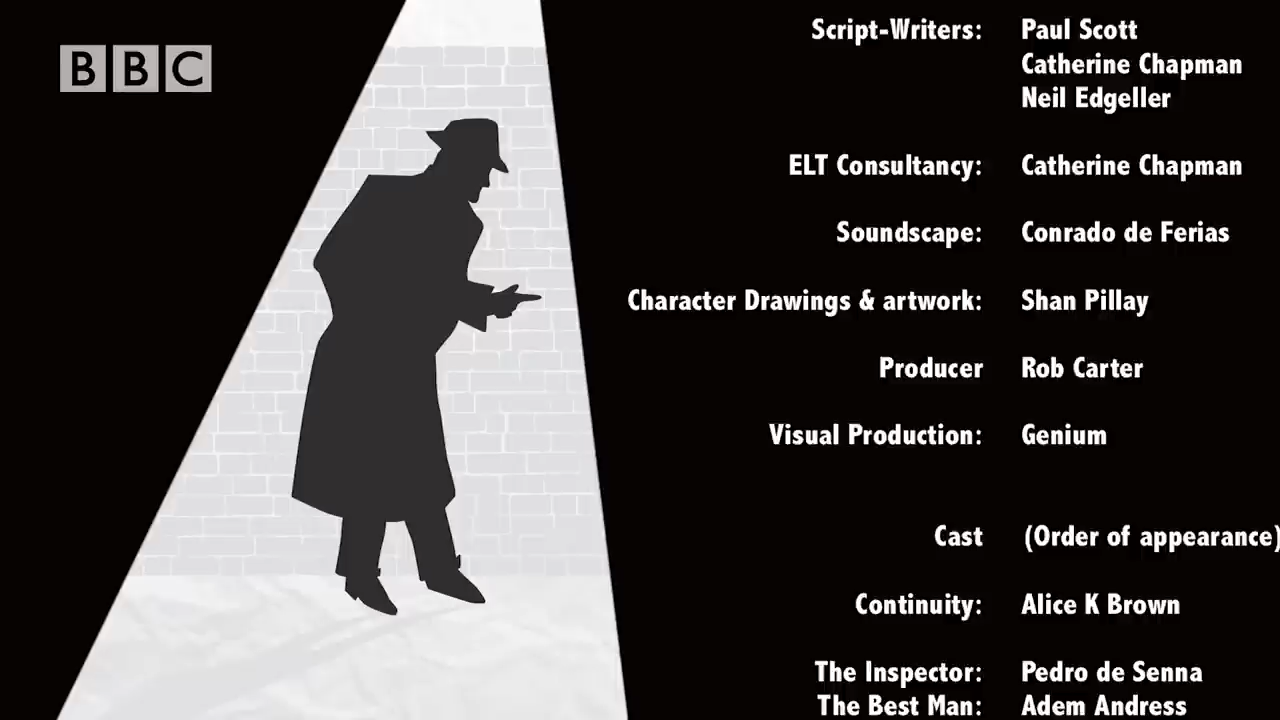 BBC
Script-Writers: Paul Scott
Catherine Chapman
Neil Edgeller
ELT Consultancy: Catherine Chapman
Soundscape: Conrado de Ferias
Character Drawings & artwork: Shan Pillay
Producer Rob Carter
Visual Production: Genium
Cast (Order of appearance)
Continuity: Alice K Brown
The Inspector: Pedro de Senna
The Best Man: Adem Andress